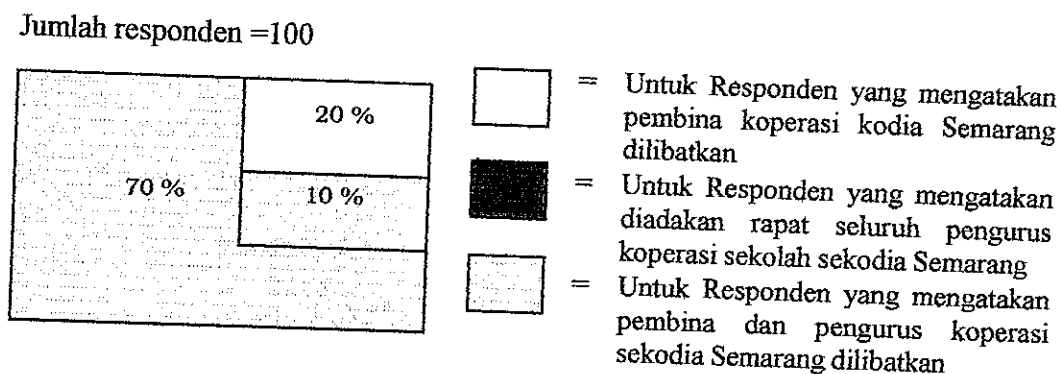 Jumlah responden =100
20 %
70 %
10 %
= Untuk Responden yang mengatakan
pembina koperasi kodia Semarang
dilibatkan
= Untuk Responden yang mengatakan
diadakan rapat seluruh pengurus
koperasi sekolah sekodia Semarang
= Untuk Responden yang mengatakan
pembina dan pengurus koperasi
sekodia Semarang dilibatkan